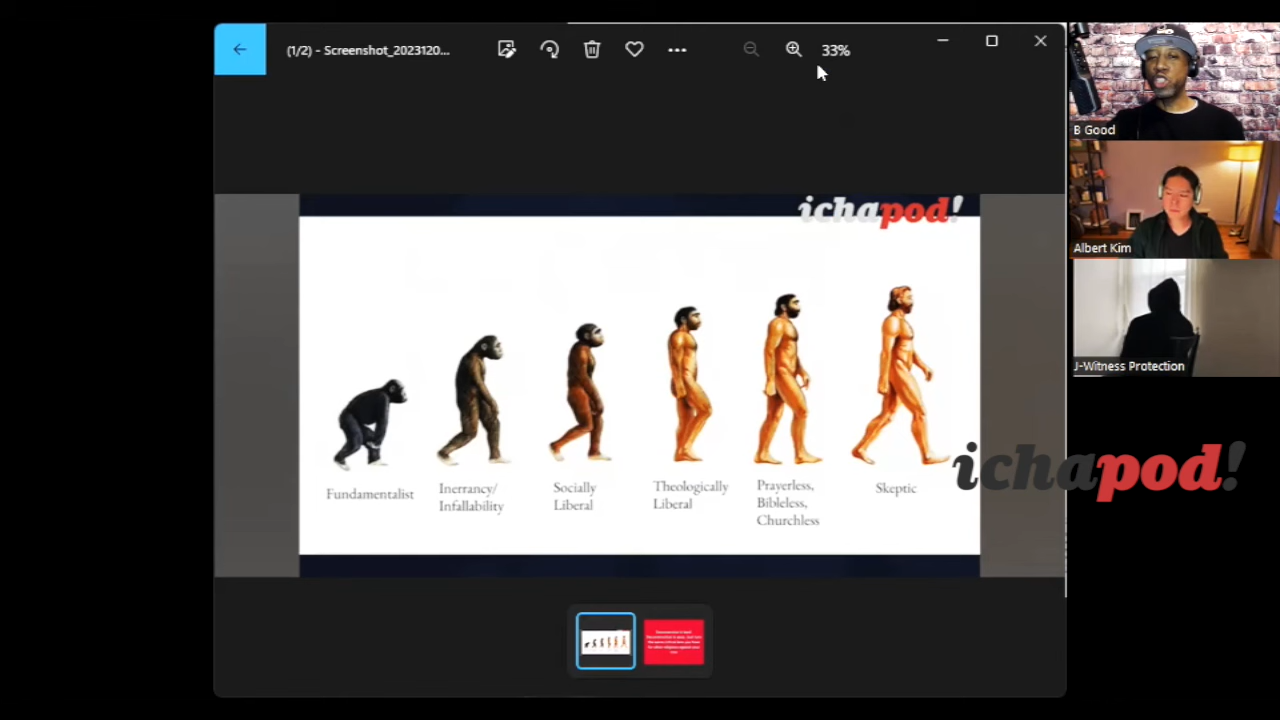 (1/2) - Screenshot_2023120...
33%
ichapod!
Fundamentalist
Inerrancy/
Infallability
Socially
Liberal
Theologically
Liberal
Prayerless,
Bibleless,
Churchless
Skeptic
B Good
Albert Kim
J-Witness Protection
ichapod!